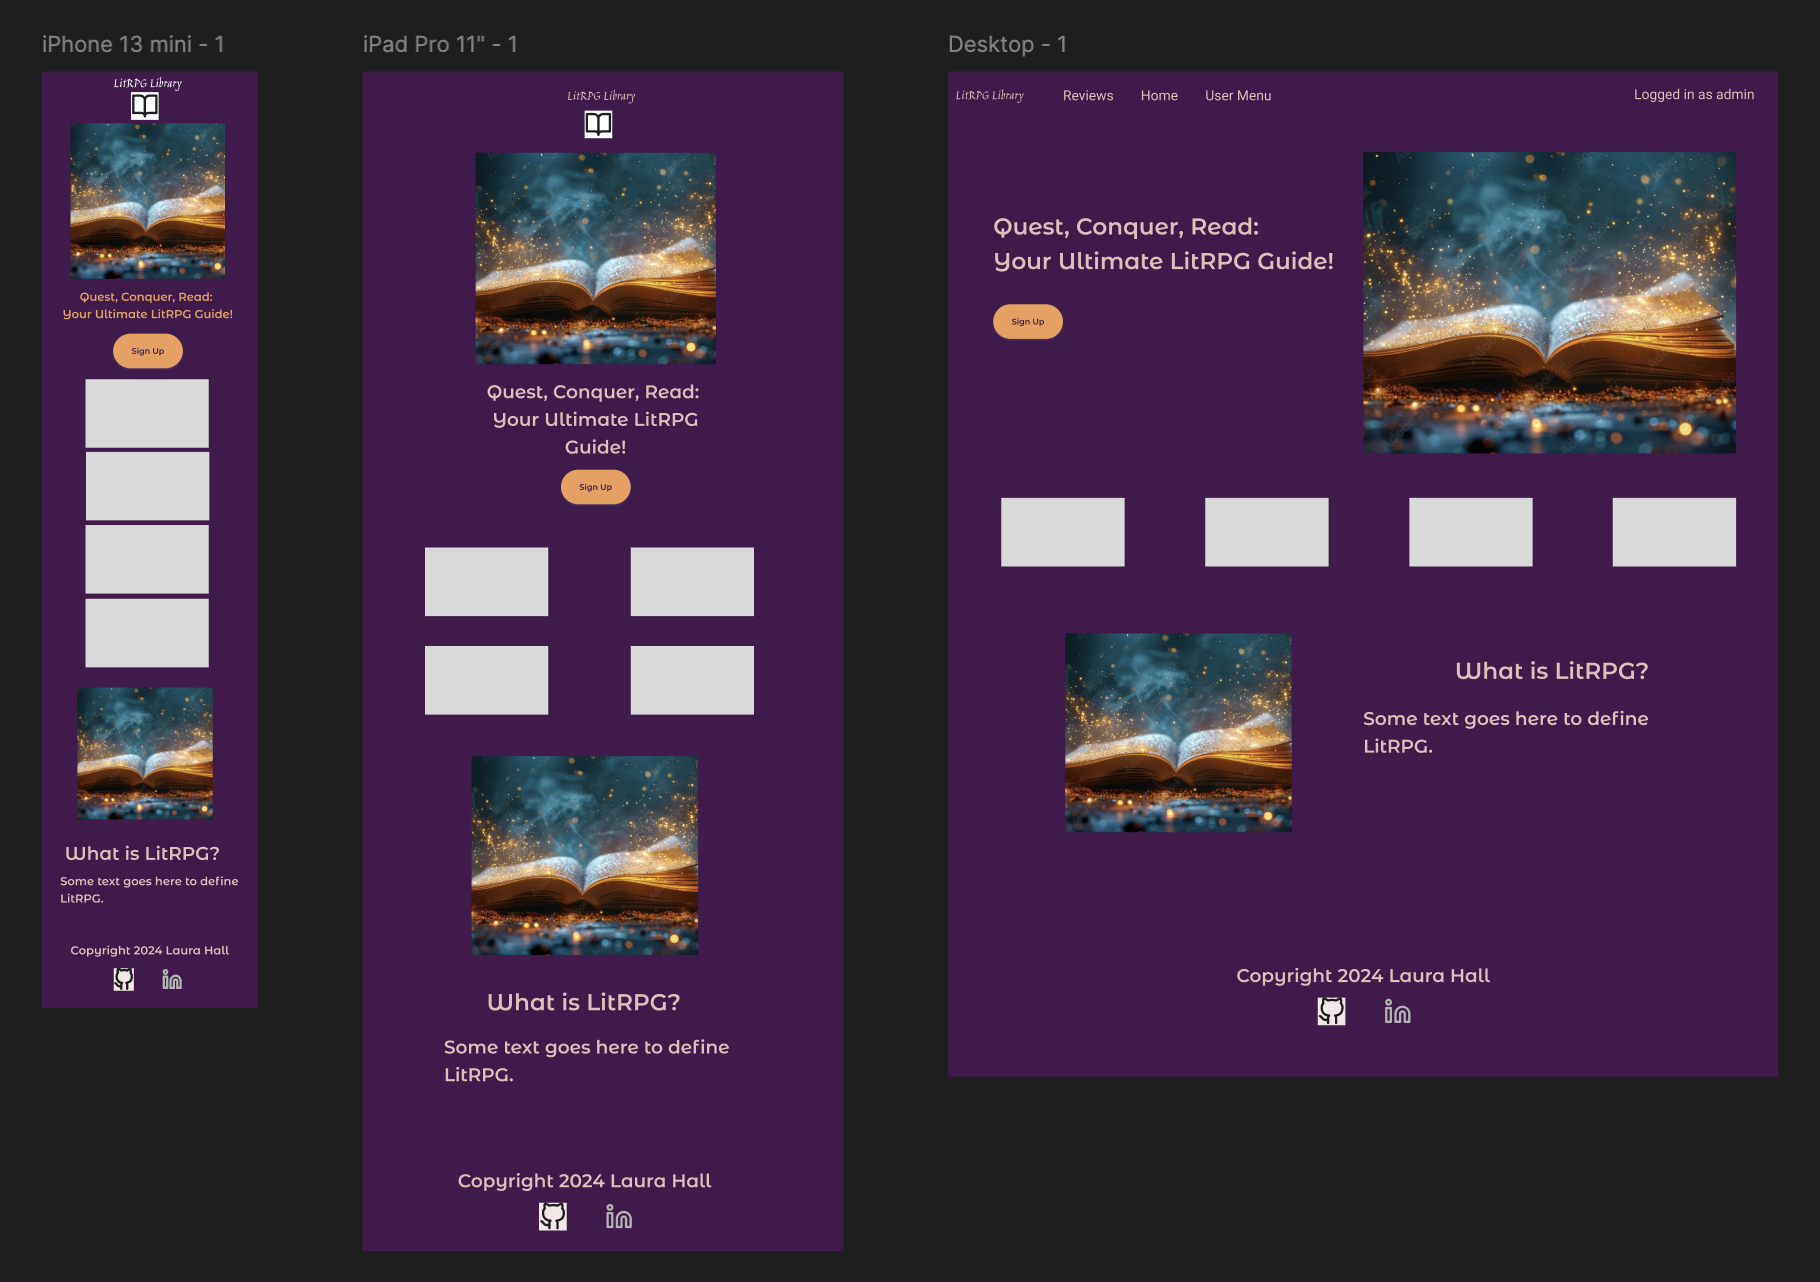 iPhone 13 mini - 1
LitRPG Library
Quest, Conquer, Read:
Your Ultimate LitRPG Guide!
Sign Up
What is LitRPG?
Some text goes here to define
LitRPG.
Copyright 2024 Laura Hall
in
iPad Pro 11" - 1
LitRPG Library
Quest, Conquer, Read:
Your Ultimate LitRPG
Guide!
Sign Up
What is LitRPG?
Some text goes here to define
LitRPG.
Copyright 2024 Laura Hall
in
Desktop - 1
LitRPG Library
Reviews
Home
User Menu
Logged in as admin
Quest, Conquer, Read:
Your Ultimate LitRPG Guide!
Sign Up
What is LitRPG?
Some text goes here to define
LitRPG.
Copyright 2024 Laura Hall
in